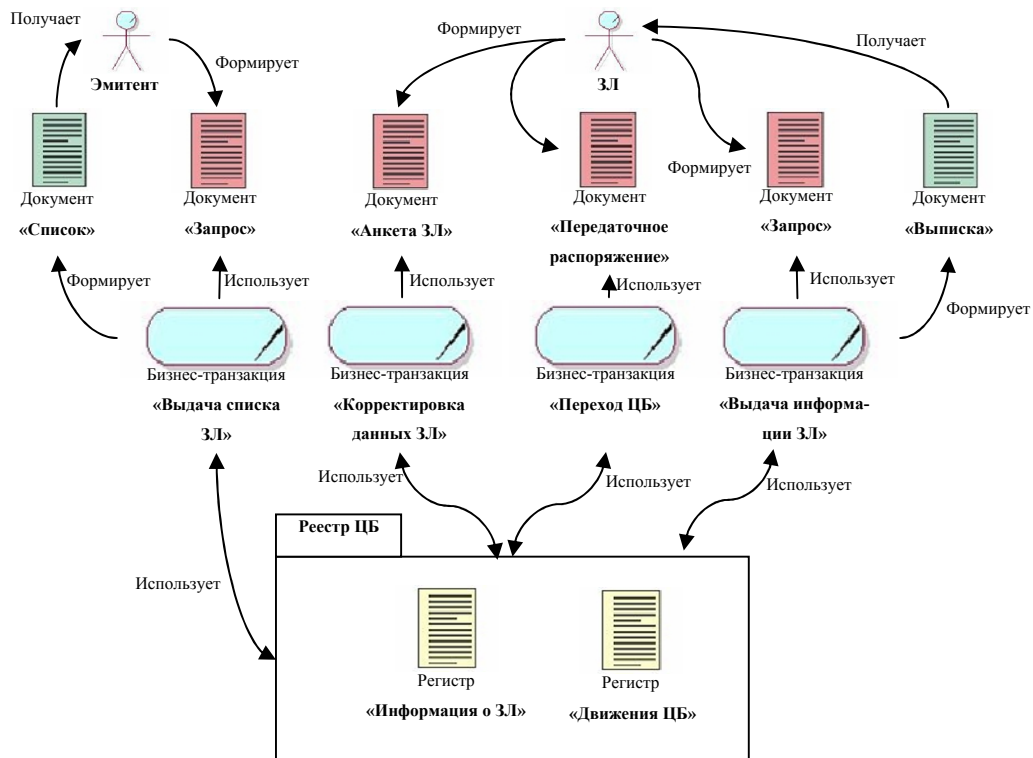 Получает
Формирует
Формирует
Получает
Эмитент
ЗЛ
Формирует
Документ
«Список»
Документ
«Запрос»
Документ
«Анкета ЗЛ»
Документ
«Передаточное
распоряжение»
Документ
«Запрос»
Документ
«Выписка»
Формирует
Использует
Использует
Использует
Использует
Формирует
Бизнес-транзакция
«Выдача списка
ЗЛ»
Бизнес-транзакция
«Корректировка
данных ЗЛ»
Бизнес-транзакция
«Переход ЦБ»
Бизнес-транзакция
«Выдача информа-
ции ЗЛ»
Использует
Использует
Использует
Реестр ЦБ
Использует
Регистр
«Информация о ЗЛ»
Регистр
«Движения ЦБ»